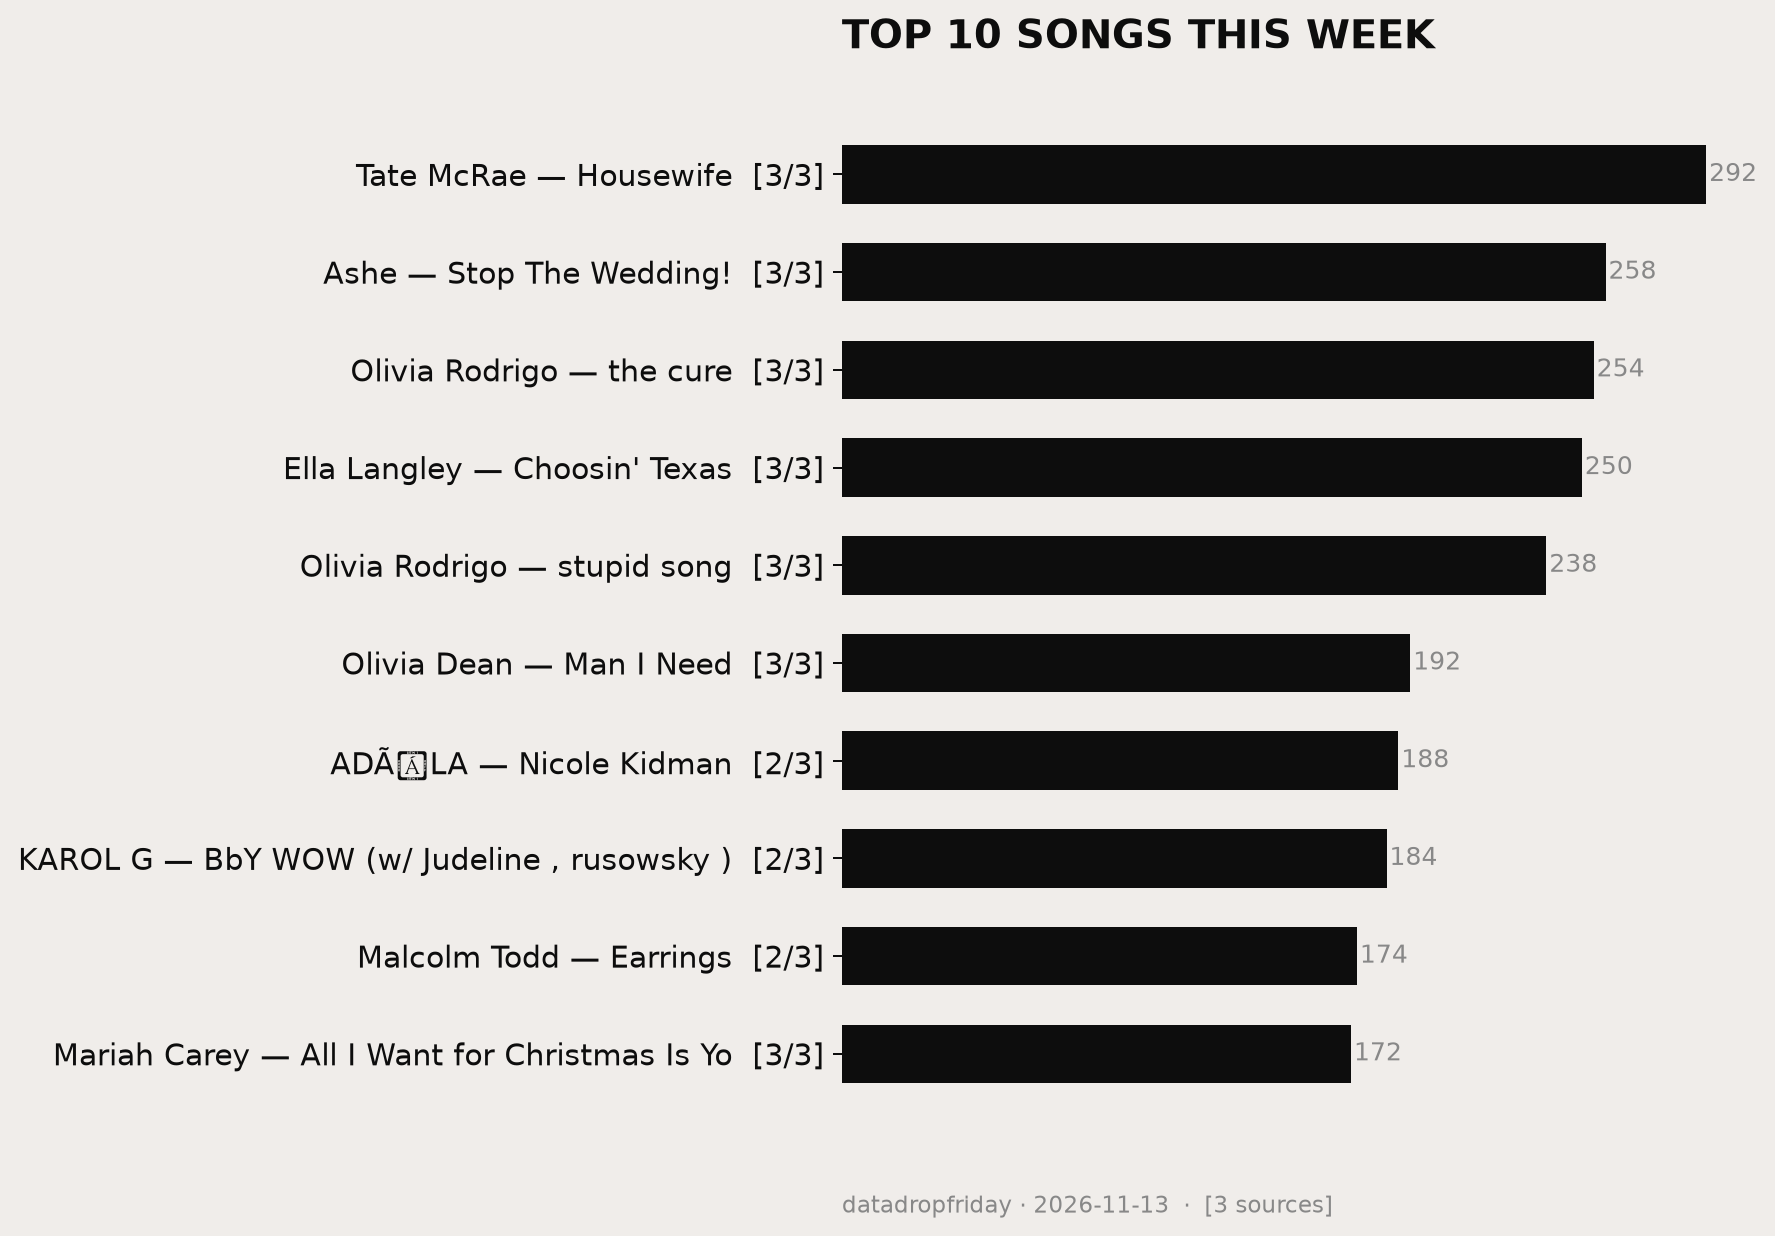 TOP 10 SONGS THIS WEEK
Tate McRae — Housewife [3/3] 292
Ashe — Stop The Wedding! [3/3] 258
Olivia Rodrigo — the cure [3/3] 254
Ella Langley — Choosin' Texas [3/3] 250
Olivia Rodrigo — stupid song [3/3] 238
Olivia Dean — Man I Need [3/3] 192
— Nicole Kidman [2/3] 188
KAROL G — BbY WOW (w/ Judeline , rusowsky ) [2/3] 184
Malcolm Todd — Earrings [2/3] 174
Mariah Carey — All I Want for Christmas Is Yo [3/3] 172
datadropfriday · 2026-11-13 · [3 sources]